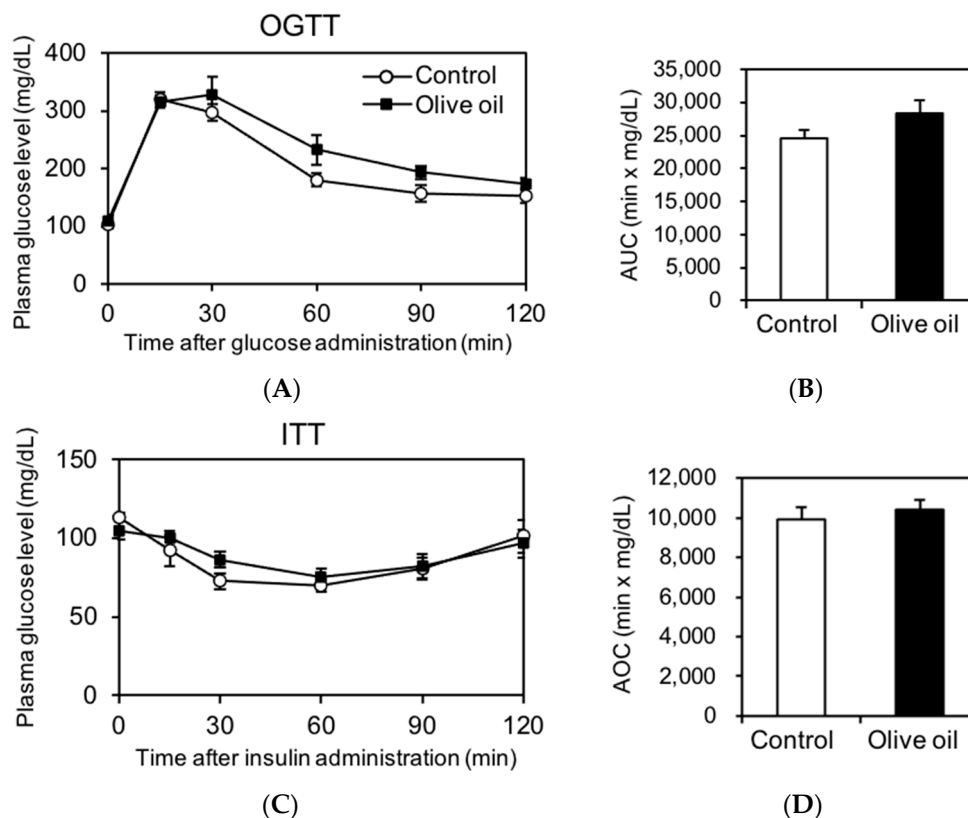 OGTT
Plasma glucose level (mg/dL)
400
300
200
100
0
Control
Olive oil
0 30 60 90 120
Time after glucose administration (min)
(A)
AUC (min x mg/dL)
35,000
30,000
25,000
20,000
15,000
10,000
5,000
0
Control Olive oil
(B)
ITT
Plasma glucose level (mg/dL)
150
100
50
0
0 30 60 90 120
Time after insulin administration (min)
(C)
AOC (min x mg/dL)
12,000
10,000
8,000
6,000
4,000
2,000
0
Control Olive oil
(D)